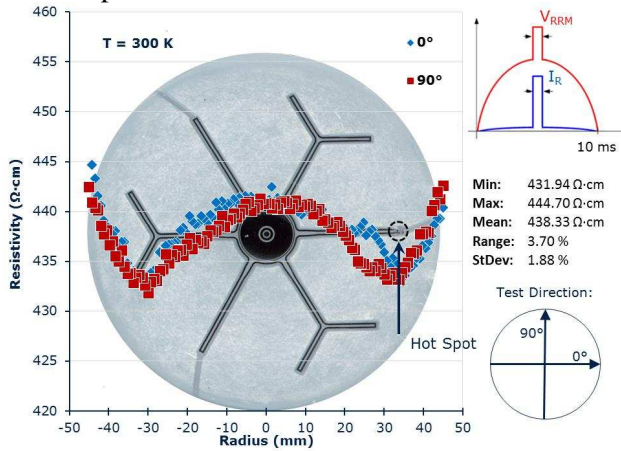 460
455
450
445
440
435
430
425
420
Resistivity (Ω·cm)
T = 300 K
0°
90°
Hot Spot
-50 -40 -30 -20 -10 0 10 20 30 40 50
Radius (mm)
V_RRM
I_R
10 ms
Min: 431.94 Ω·cm
Max: 444.70 Ω·cm
Mean: 438.33 Ω·cm
Range: 3.70 %
StDev: 1.88 %
Test Direction:
90°
0°